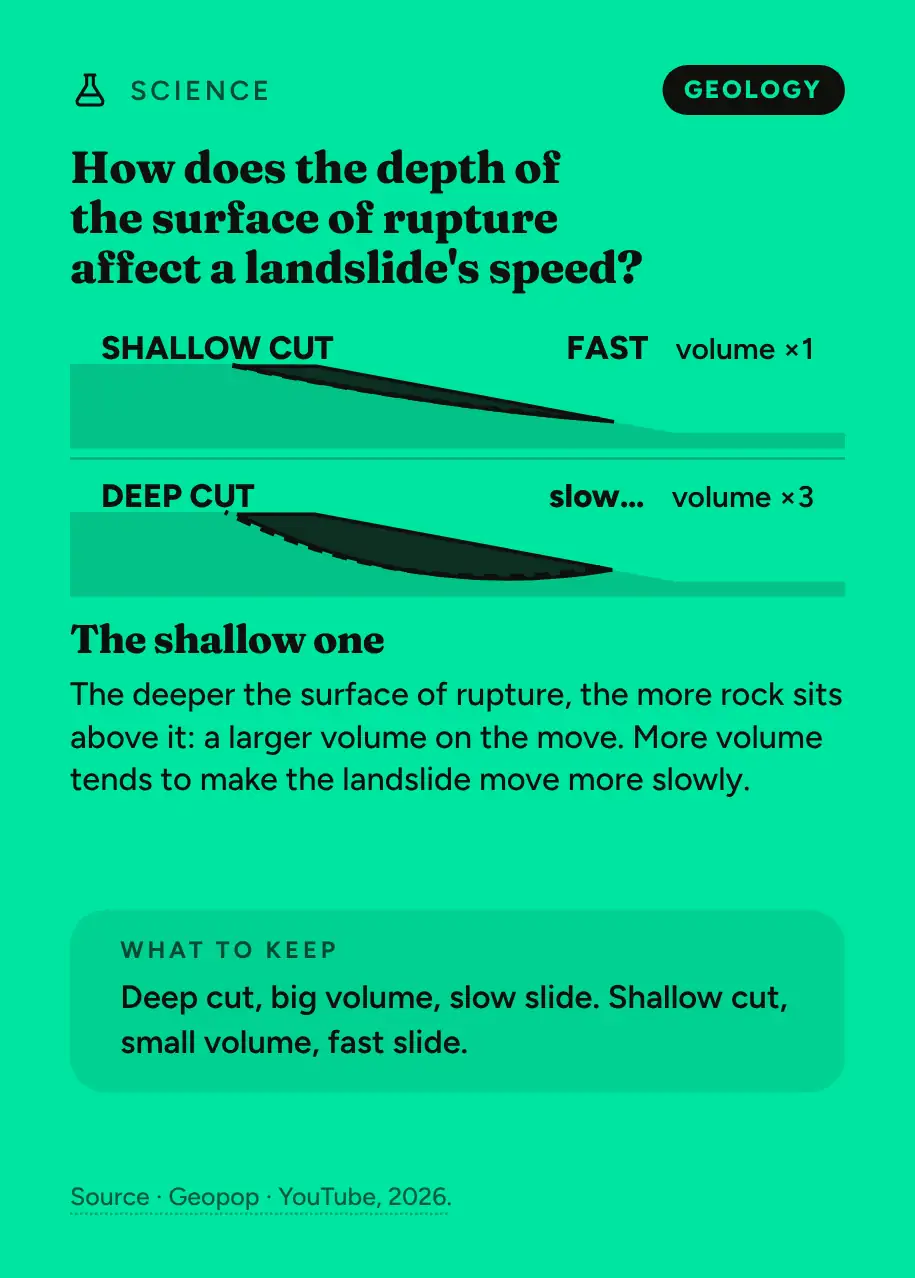 SCIENCE
GEOLOGY
How does the depth of
the surface of rupture
affect a landslide's speed?
SHALLOW CUT
FAST volume ×1
DEEP CUT
slow... volume ×3
The shallow one
The deeper the surface of rupture, the more rock sits
above it: a larger volume on the move. More volume
tends to make the landslide move more slowly.
WHAT TO KEEP
Deep cut, big volume, slow slide. Shallow cut,
small volume, fast slide.
Source · Geopop · YouTube, 2026.